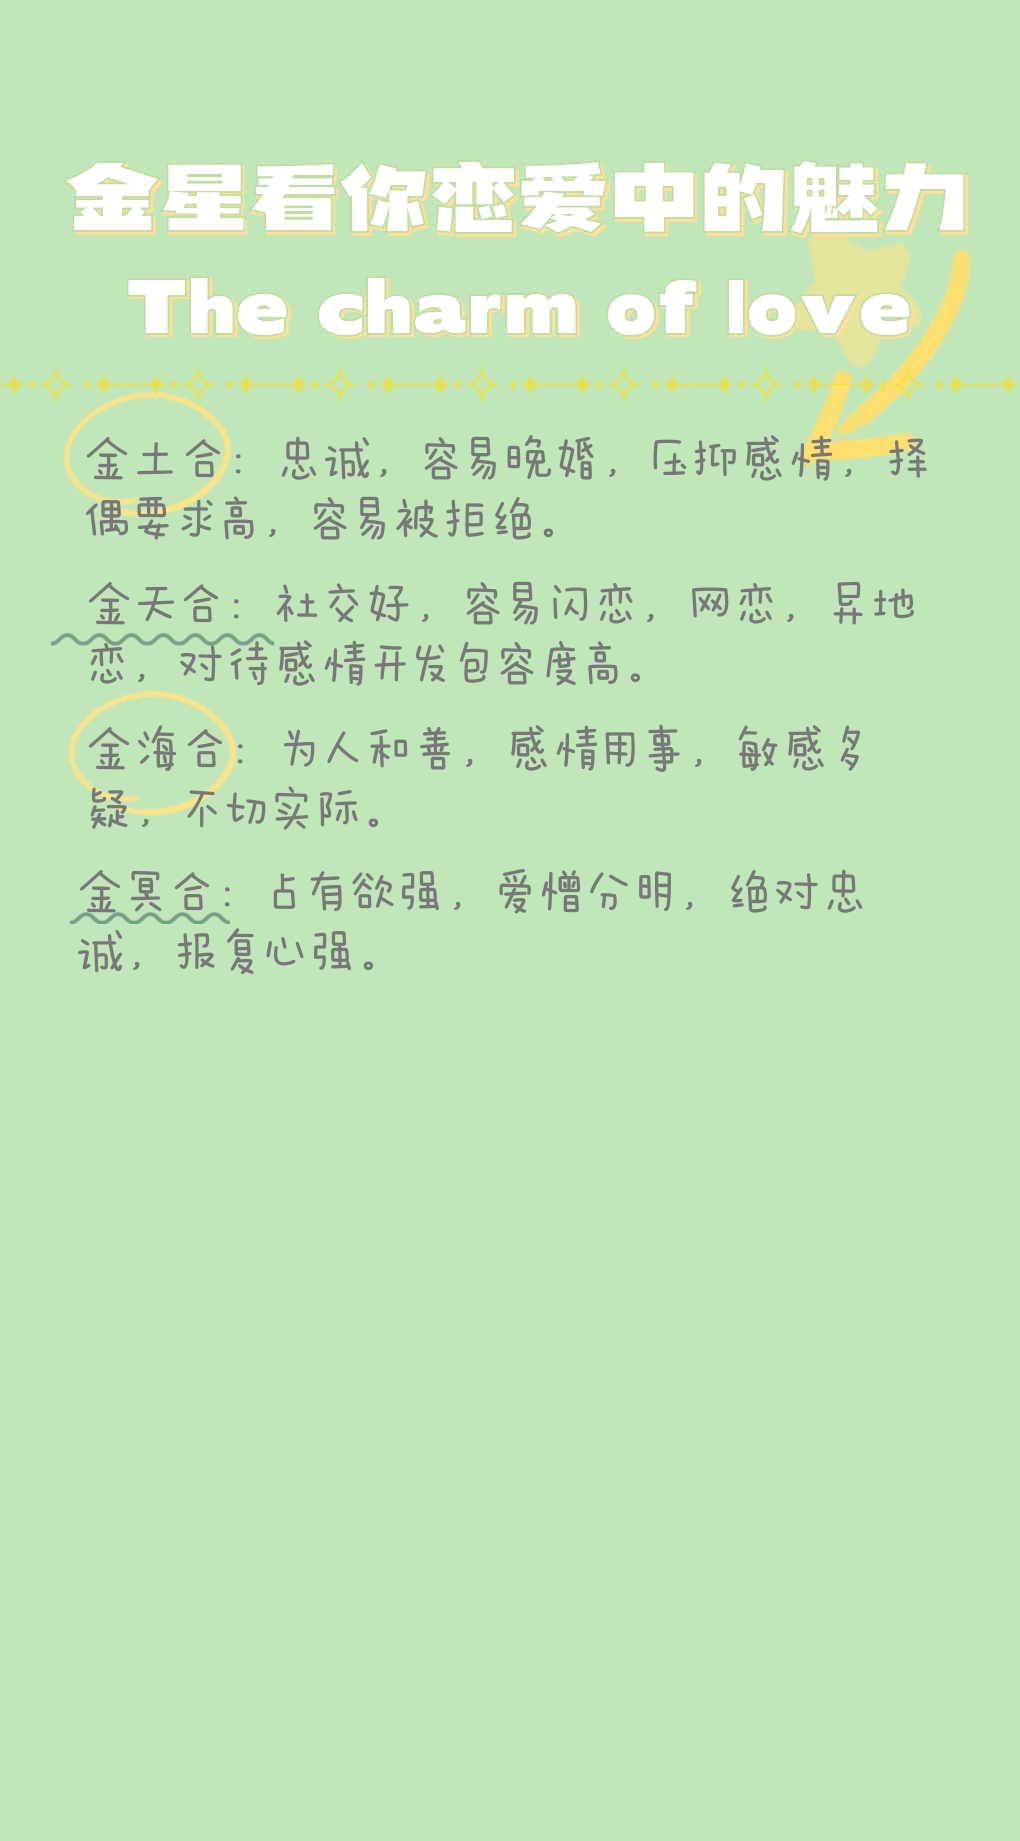 金星看你恋爱中的魅力
The charm of love
金土合：忠诚，容易晚婚，压抑感情，择
偶要求高，容易被拒绝。
金天合：社交好，容易闪恋，网恋，异地
恋，对待感情开发包容度高。
金海合：为人和善，感情用事，敏感多
疑，不切实际。
金冥合：占有欲强，爱憎分明，绝对忠
诚，报复心强。